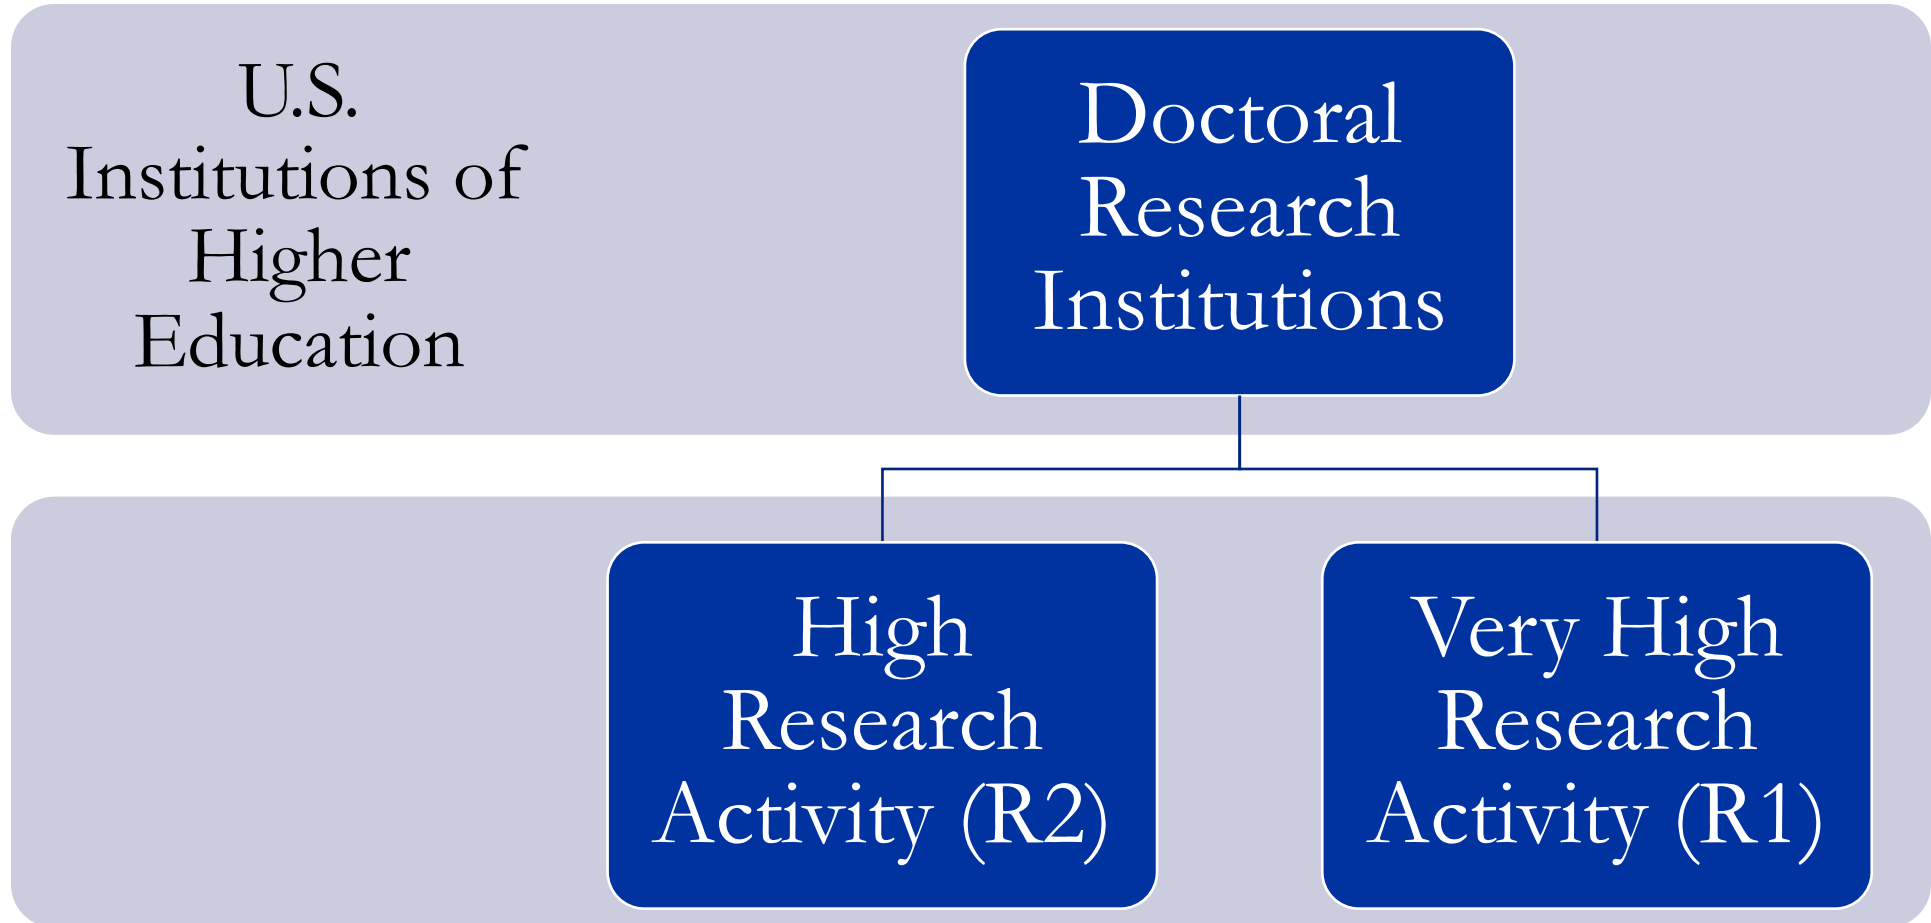 U.S.
Institutions of
Higher
Education
Doctoral
Research
Institutions
High
Research
Activity (R2)
Very High
Research
Activity (R1)